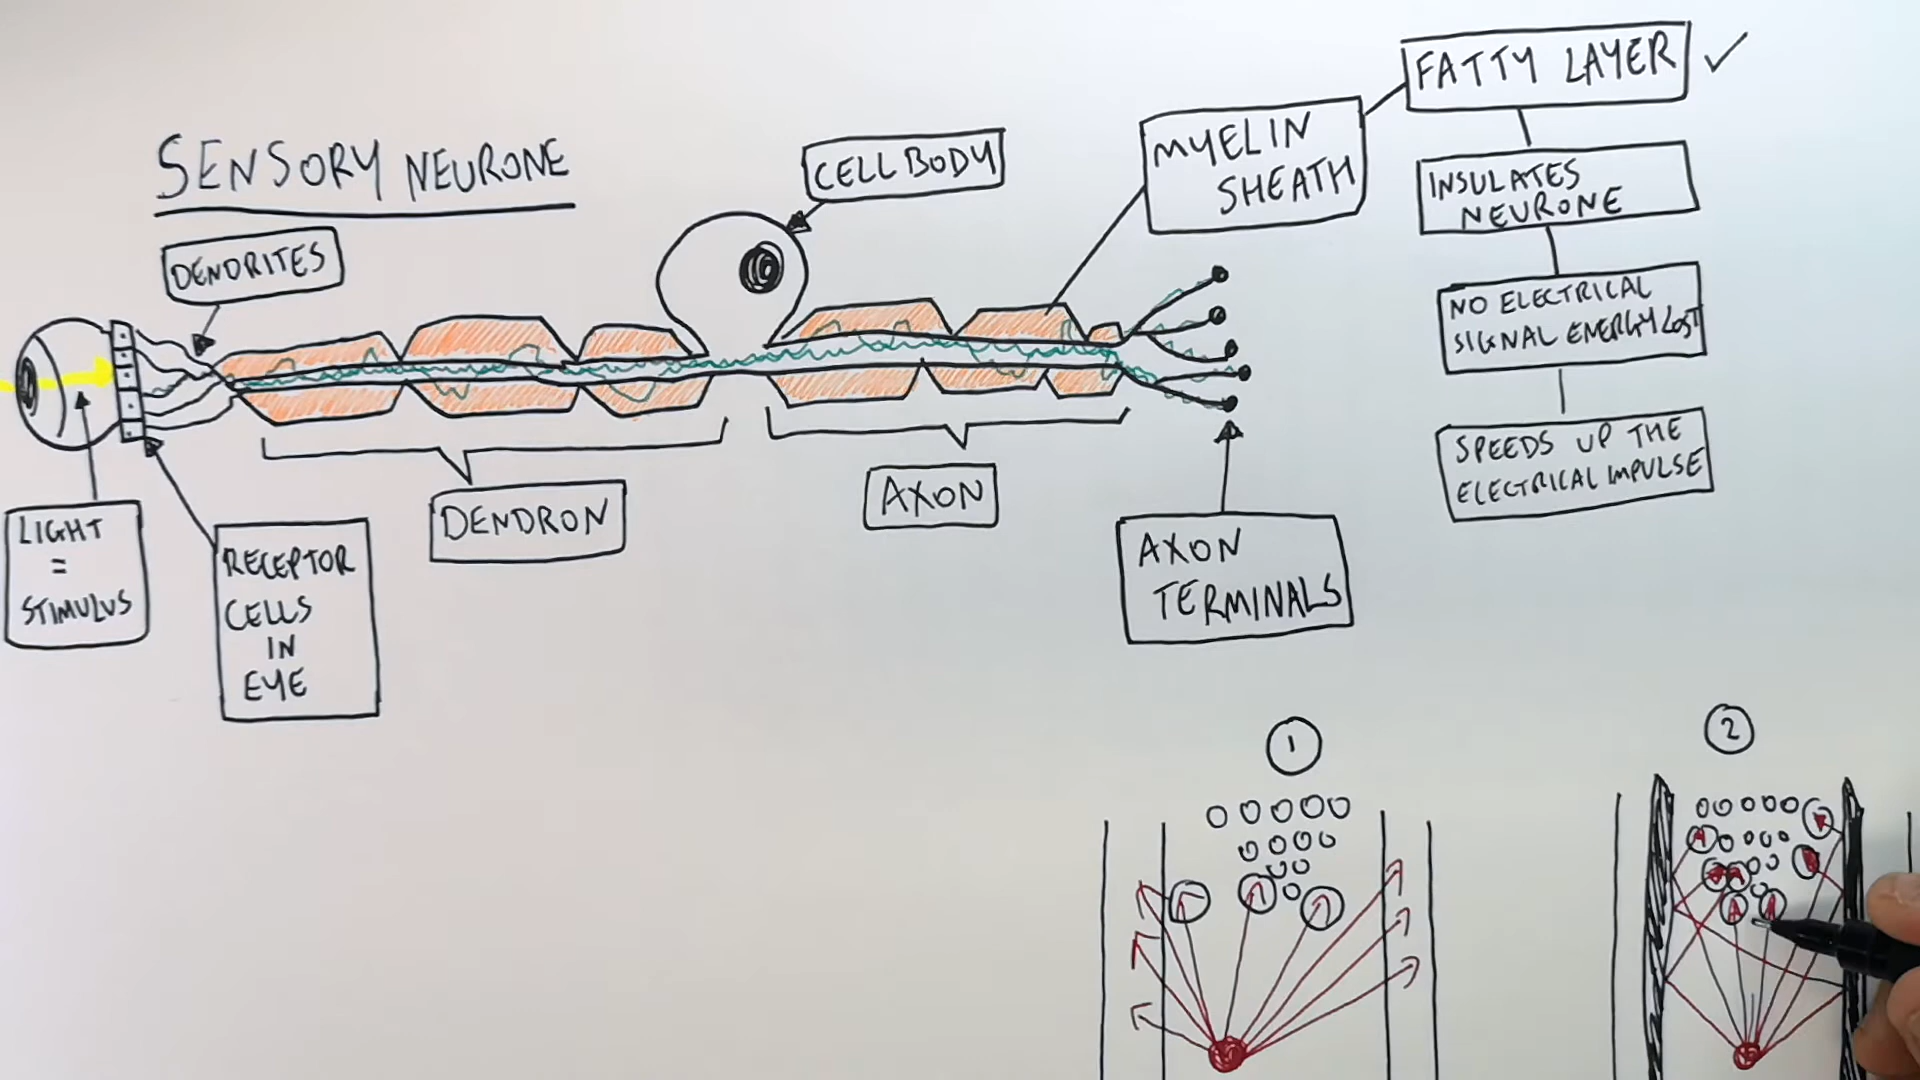 SENSORY NEURONE
DENDRITES
CELL BODY
MYELIN
SHEATH
FATTY LAYER
INSULATES
NEURONE
NO ELECTRICAL
SIGNAL ENERGY LOST
SPEEDS UP THE
ELECTRICAL IMPULSE
LIGHT
=
STIMULUS
RECEPTOR
CELLS
IN
EYE
DENDRON
AXON
AXON
TERMINALS
1
2